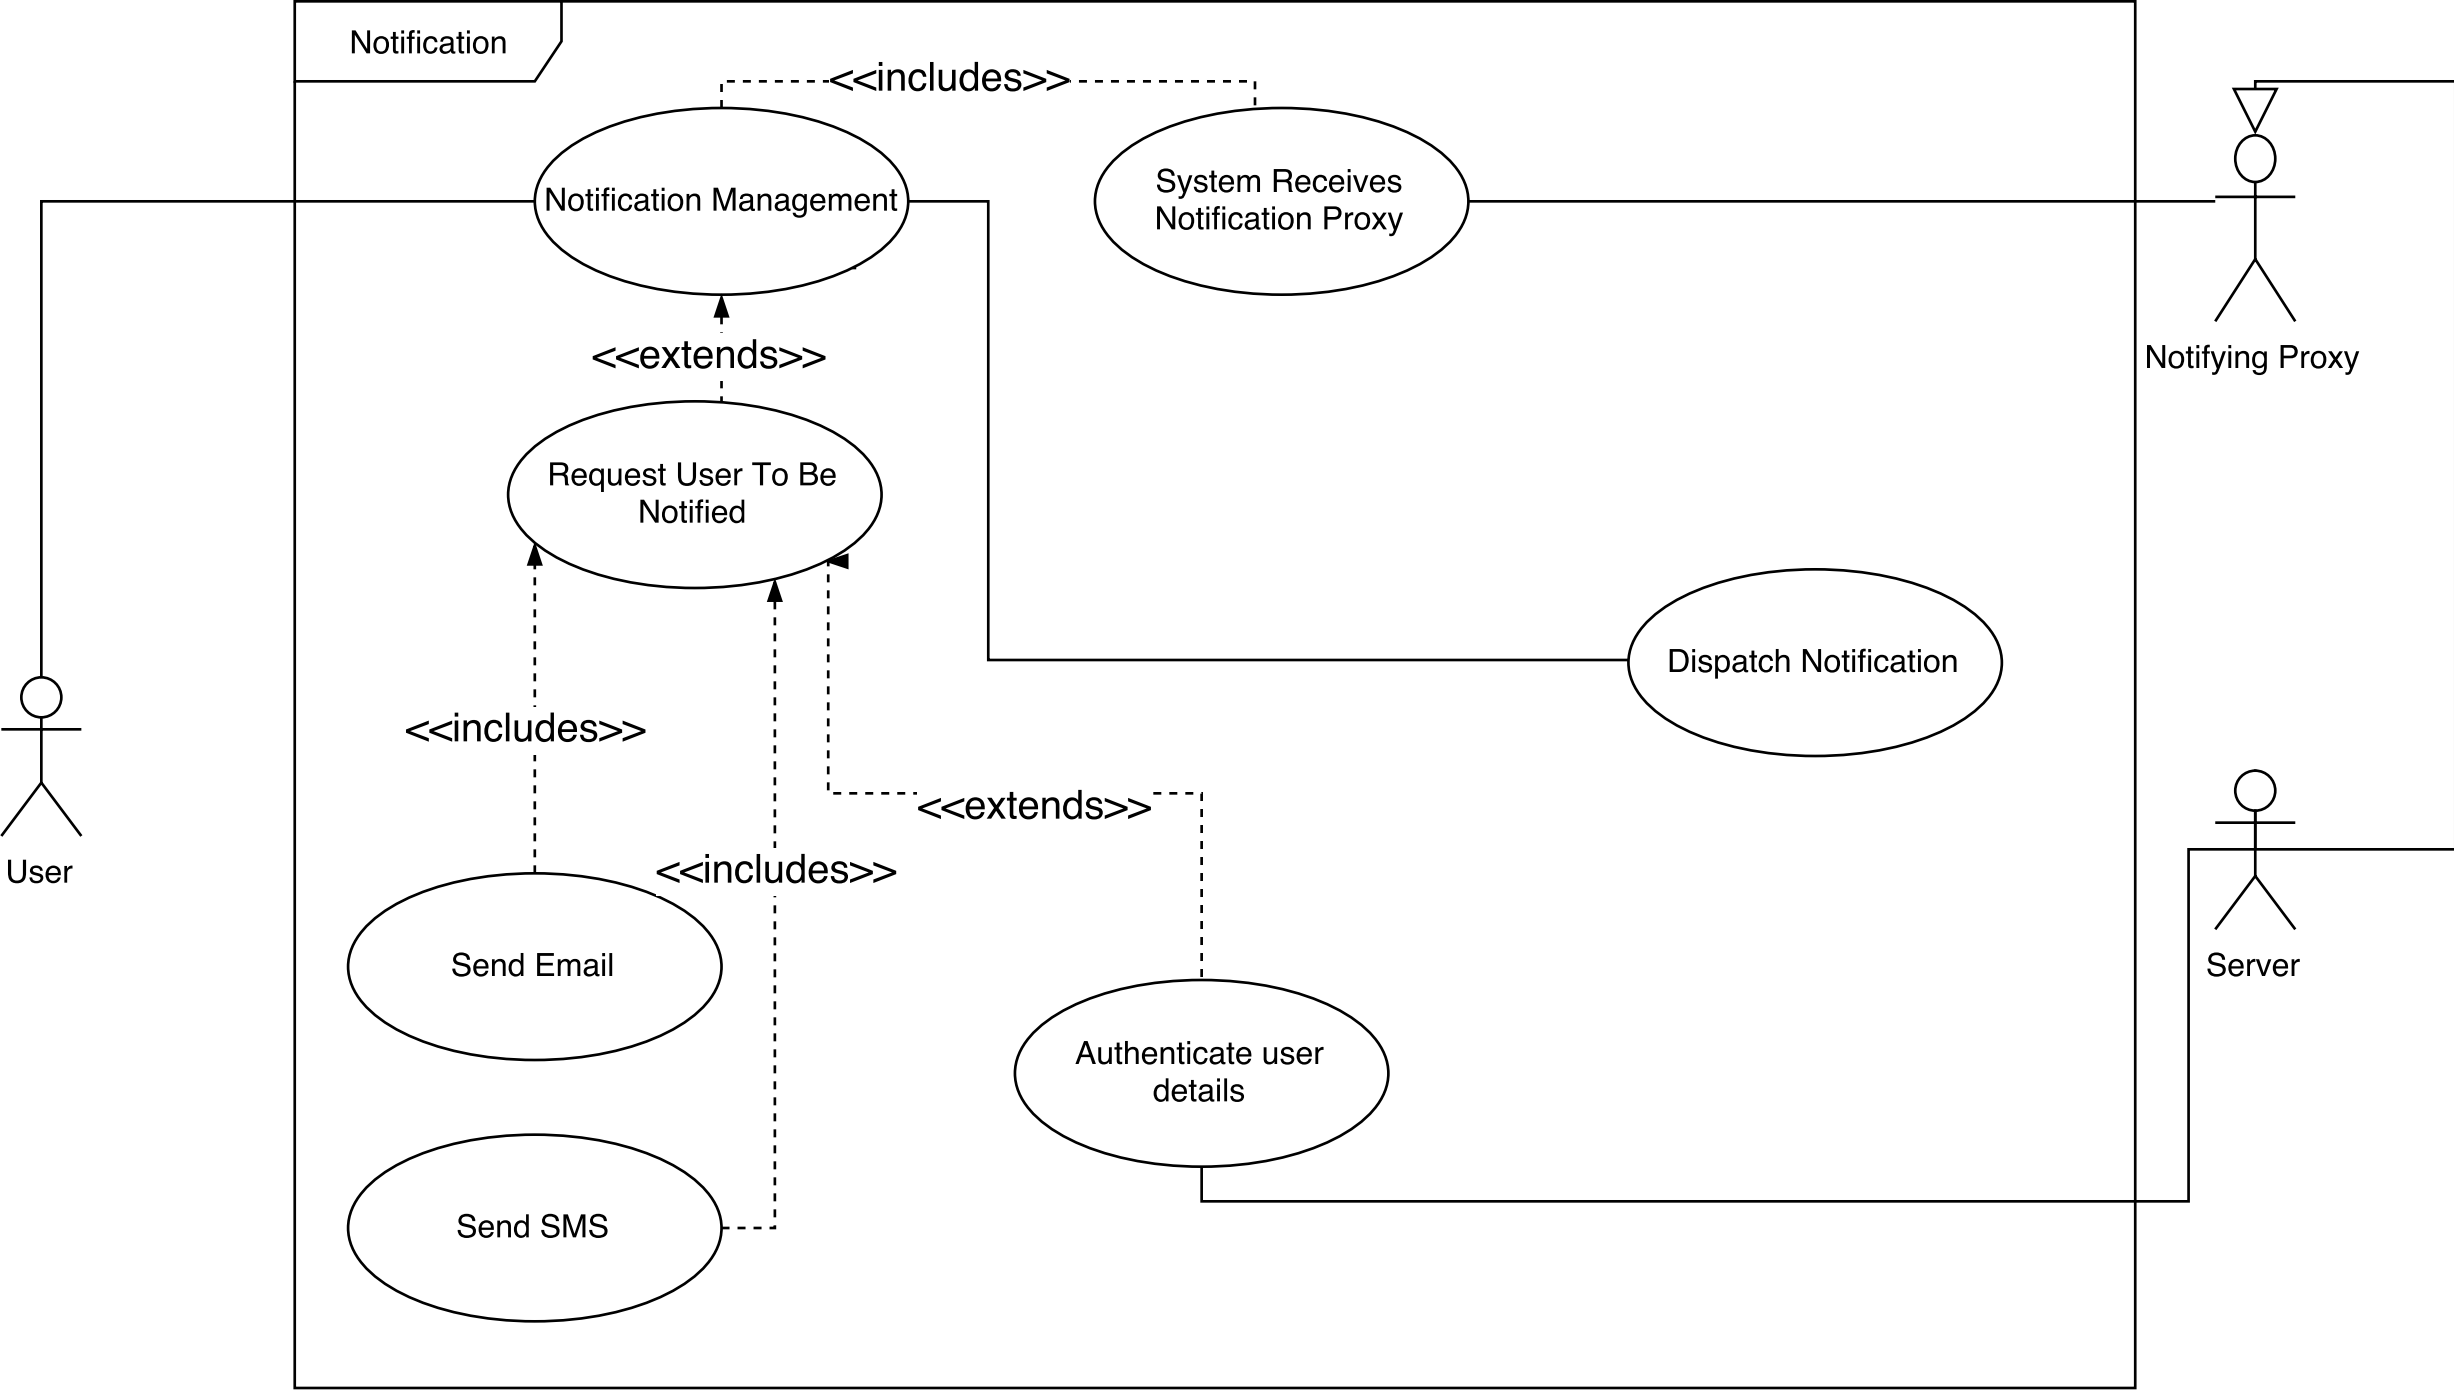 Notification
<<includes>>
Notification Management
System Receives
Notification Proxy
<<extends>>
Notifying Proxy
Request User To Be
Notified
Dispatch Notification
<<includes>>
<<extends>>
<<includes>>
User
Send Email
Server
Authenticate user
details
Send SMS